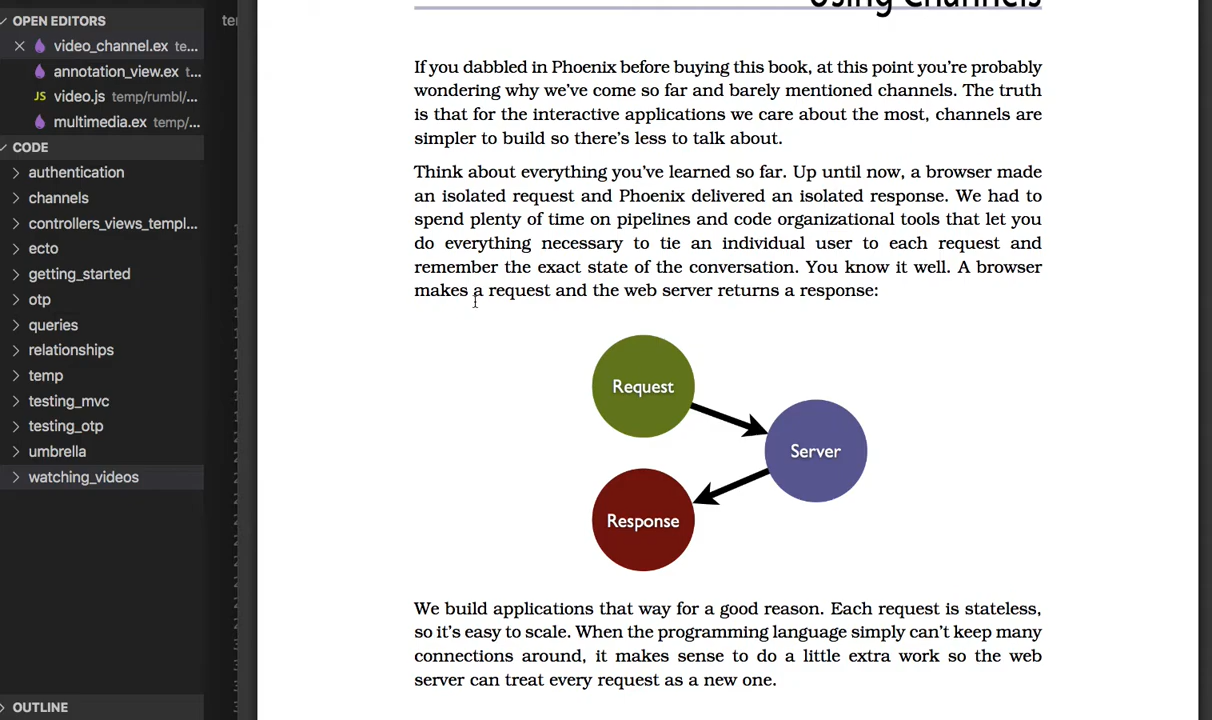 OPEN EDITORS
video_channel.ex te...
annotation_view.ex t...
JS video.js temp/rumbl/...
multimedia.ex temp/...
CODE
authentication
channels
controllers_views_templ...
ecto
getting_started
otp
queries
relationships
temp
testing_mvc
testing_otp
umbrella
watching_videos
OUTLINE
te
Using Channels
If you dabbled in Phoenix before buying this book, at this point you’re probably
wondering why we’ve come so far and barely mentioned channels. The truth
is that for the interactive applications we care about the most, channels are
simpler to build so there’s less to talk about.
Think about everything you’ve learned so far. Up until now, a browser made
an isolated request and Phoenix delivered an isolated response. We had to
spend plenty of time on pipelines and code organizational tools that let you
do everything necessary to tie an individual user to each request and
remember the exact state of the conversation. You know it well. A browser
makes a request and the web server returns a response:
Request
Server
Response
We build applications that way for a good reason. Each request is stateless,
so it’s easy to scale. When the programming language simply can’t keep many
connections around, it makes sense to do a little extra work so the web
server can treat every request as a new one.